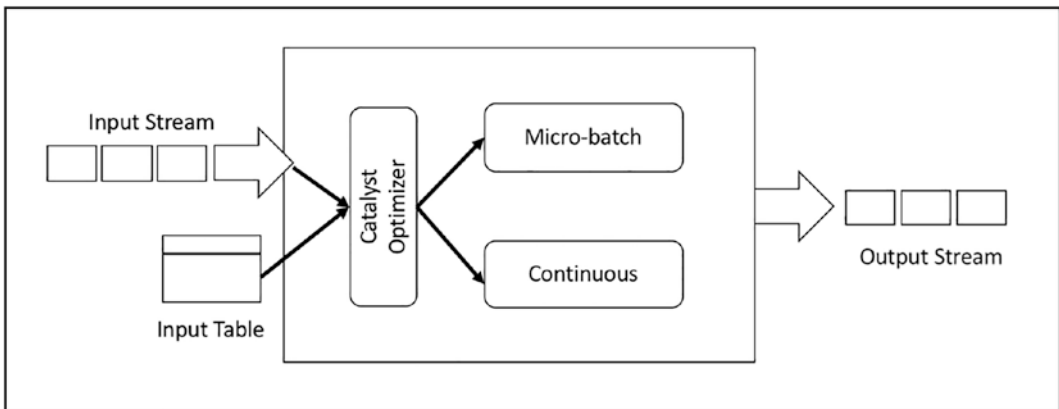 Input Stream
Input Table
Catalyst
Optimizer
Micro-batch
Continuous
Output Stream